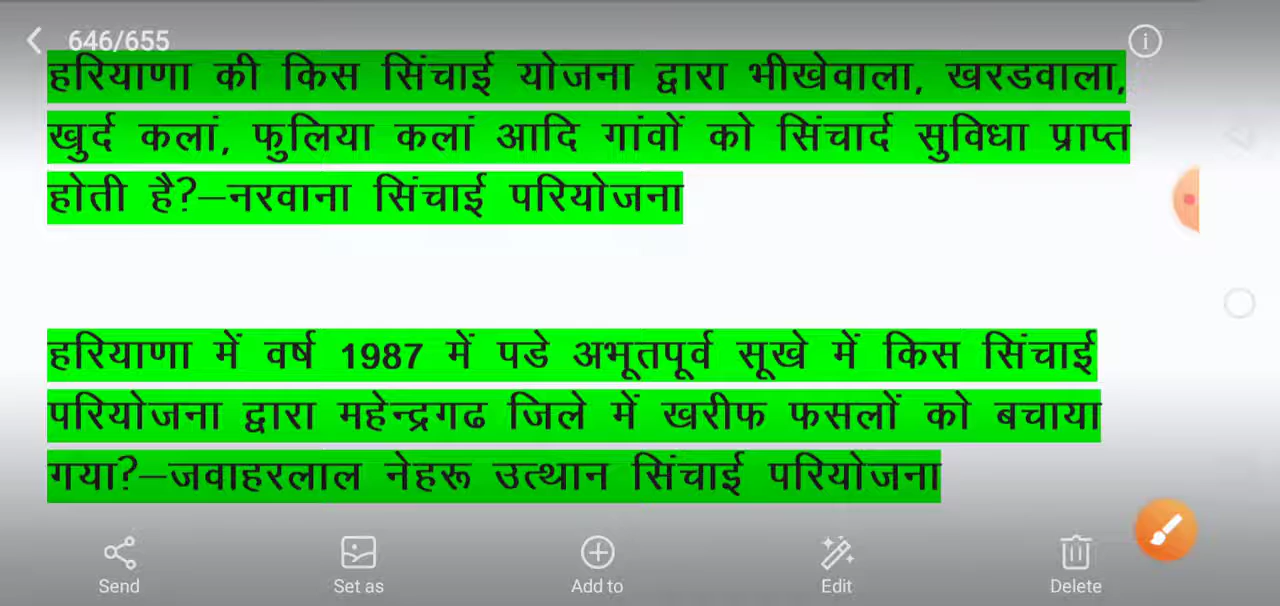 646/655
हरियाणा की किस सिंचाई योजना द्वारा भीखेवाला, खरडवाला,
खुर्द कलां, फुलिया कलां आदि गांवों को सिंचार्द सुविधा प्राप्त
होती है?–नरवाना सिंचाई परियोजना
हरियाणा में वर्ष 1987 में पडे अभूतपूर्व सूखे में किस सिंचाई
परियोजना द्वारा महेन्द्रगढ जिले में खरीफ फसलों को बचाया
गया?–जवाहरलाल नेहरू उत्थान सिंचाई परियोजना
Send Set as Add to Edit Delete